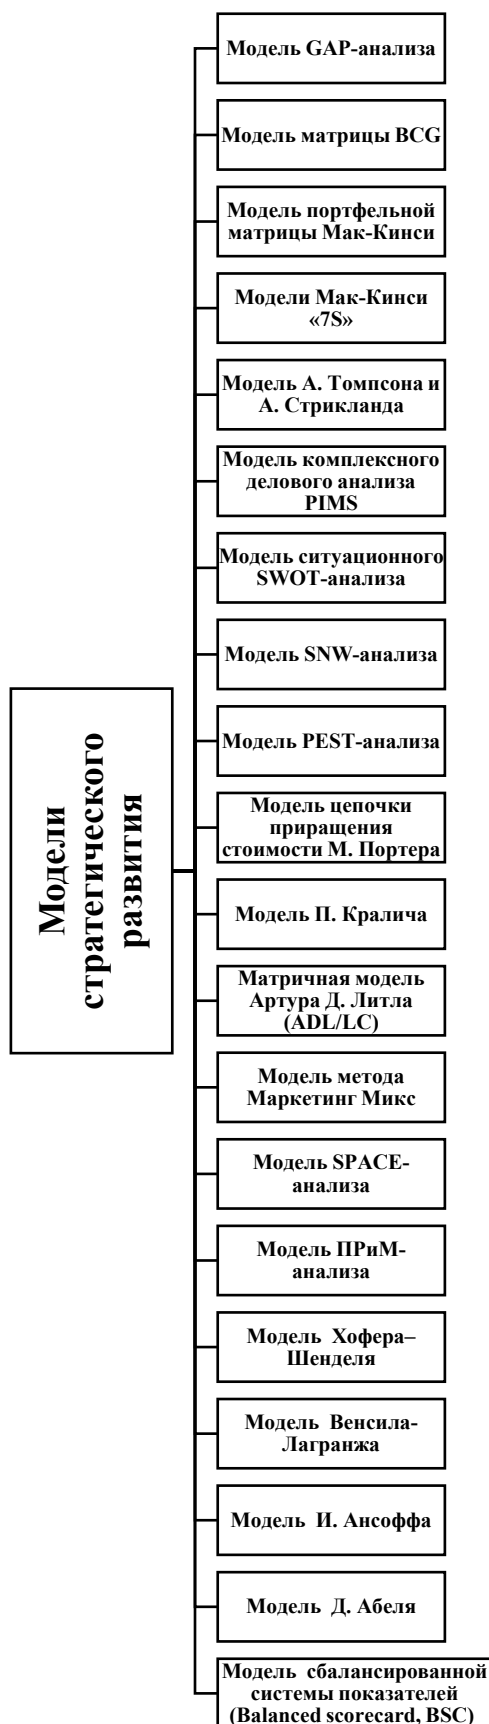 Модель GAP-анализа
Модель матрицы BCG
Модель портфельной
матрицы Мак-Кинси
Модели Мак-Кинси
«7S»
Модель А. Томпсона и
А. Стрикланда
Модель комплексного
делового анализа
PIMS
Модель ситуационного
SWOT-анализа
Модель SNW-анализа
Модели
стратегического
развития
Модель PEST-анализа
Модель цепочки
приращения
стоимости М. Портера
Модель П. Кралича
Матричная модель
Артура Д. Литла
(ADL/LC)
Модель метода
Маркетинг Микс
Модель SPACE-
анализа
Модель ПРиМ-
анализа
Модель Хофера–
Шенделя
Модель Венсила-
Лагранжа
Модель И. Ансоффа
Модель Д. Абеля
Модель сбалансированной
системы показателей
(Balanced scorecard, BSC)